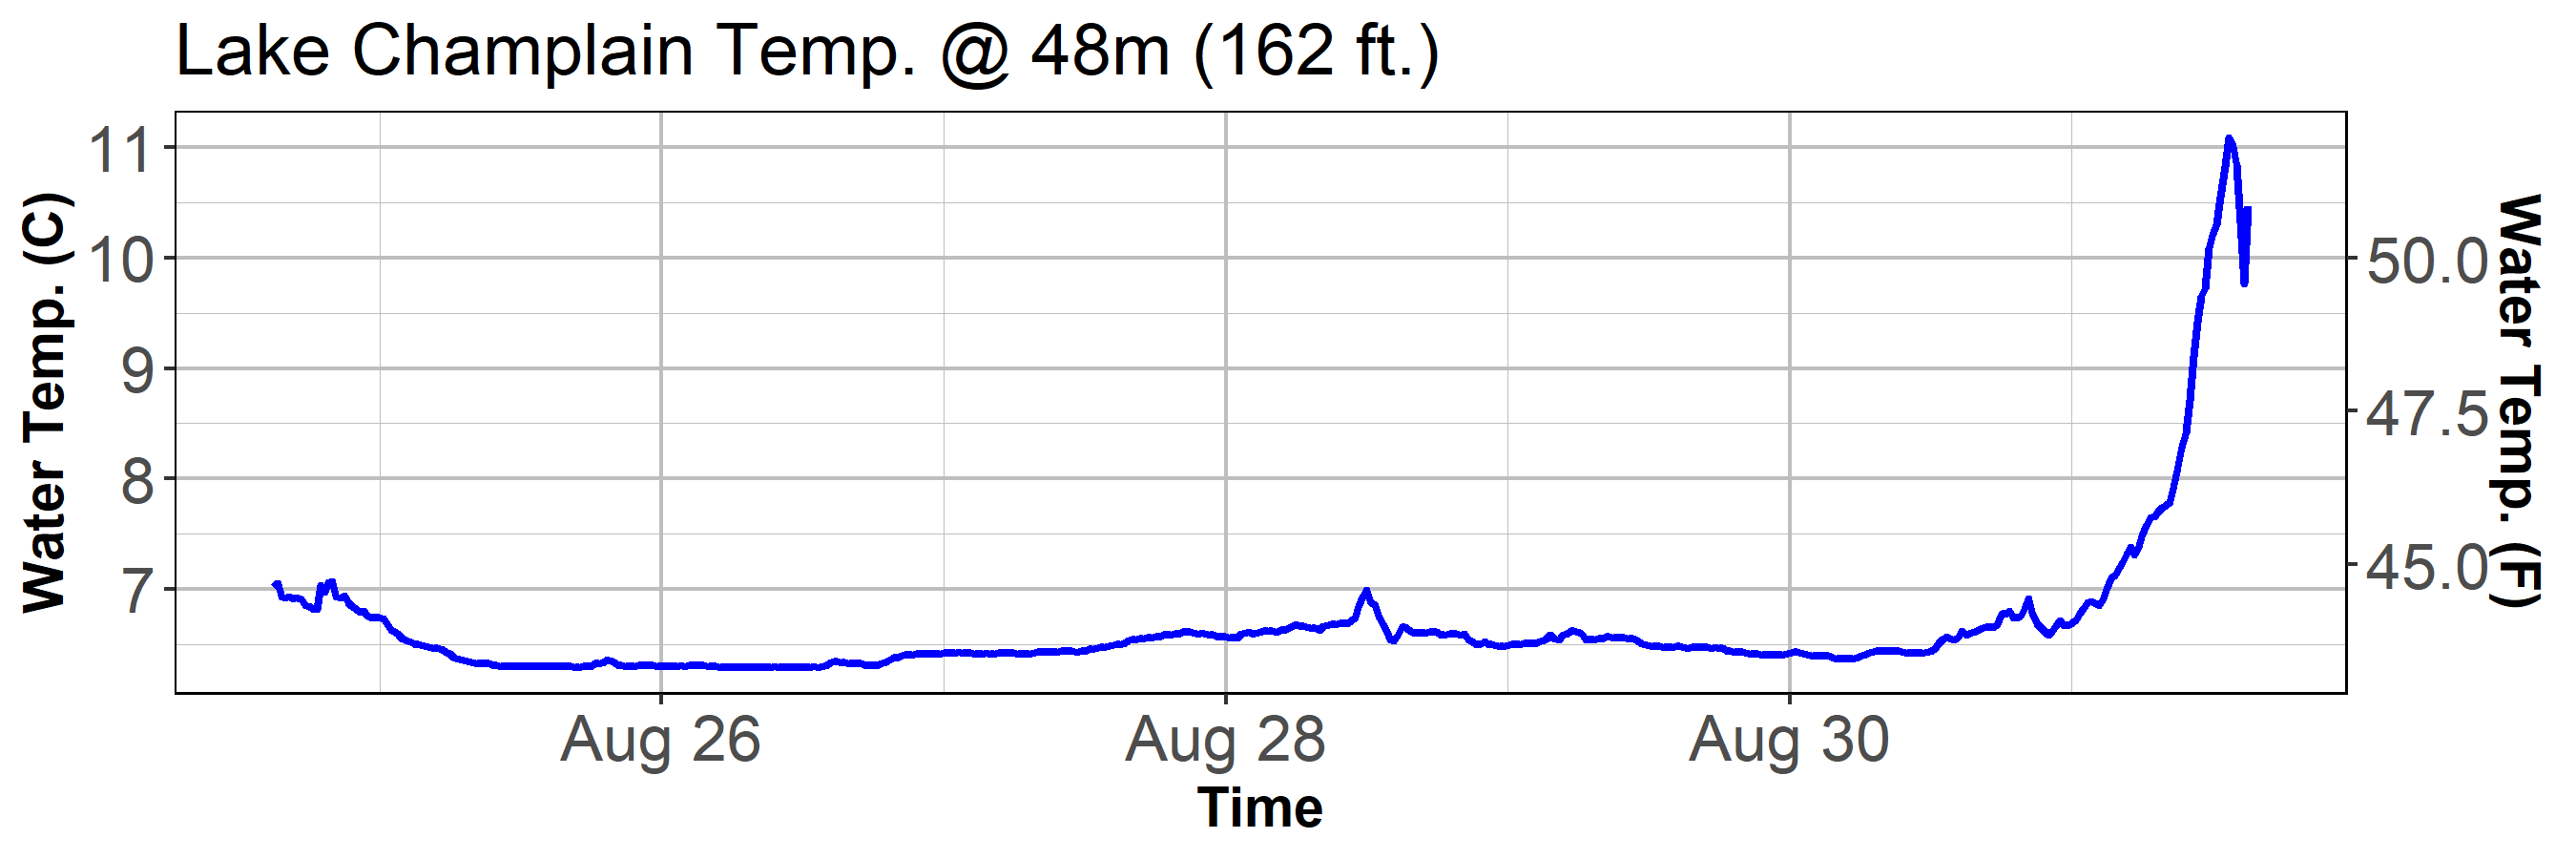 Lake Champlain Temp. @ 48m (162 ft.)
Water Temp. (C)
11
10
9
8
7
50.0
47.5
45.0
Water Temp. (F)
Aug 26
Aug 28
Aug 30
Time